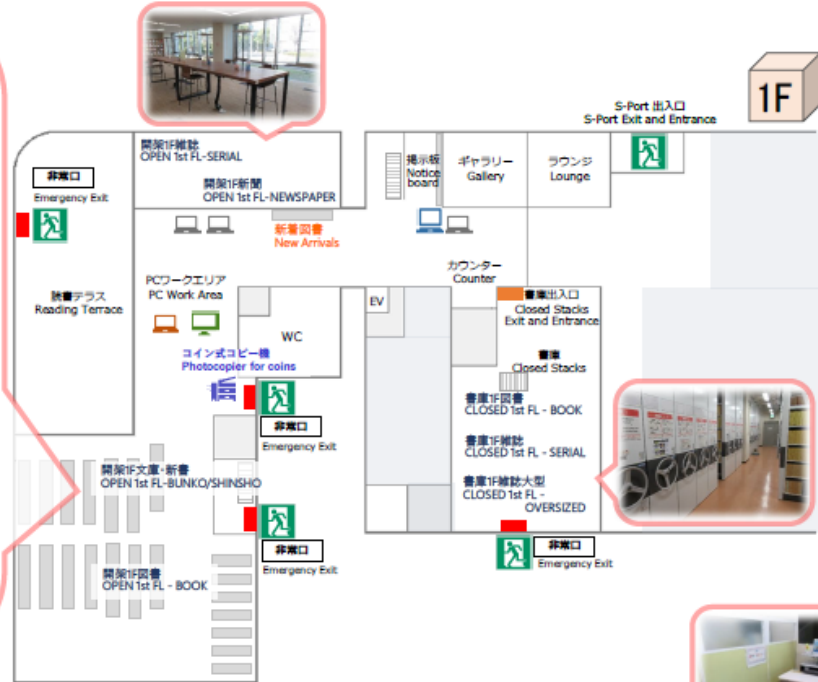 1F
S-Port 出入口
S-Port Exit and Entrance
開架1F雑誌
OPEN 1st FL-SERIAL
開架1F新聞
OPEN 1st FL-NEWSPAPER
掲示板
Notice
board
ギャラリー
Gallery
ラウンジ
Lounge
非常口
Emergency Exit
新着図書
New Arrivals
カウンター
Counter
読書テラス
Reading Terrace
PCワークエリア
PC Work Area
EV
書庫出入口
Closed Stacks
Exit and Entrance
WC
コイン式コピー機
Photocopier for coins
書庫
Closed Stacks
書庫1F図書
CLOSED 1st FL - BOOK
非常口
Emergency Exit
書庫1F雑誌
CLOSED 1st FL - SERIAL
開架1F文庫・新書
OPEN 1st FL-BUNKO/SHINSHO
書庫1F雑誌大型
CLOSED 1st FL -
OVERSIZED
非常口
Emergency Exit
非常口
Emergency Exit
開架1F図書
OPEN 1st FL - BOOK